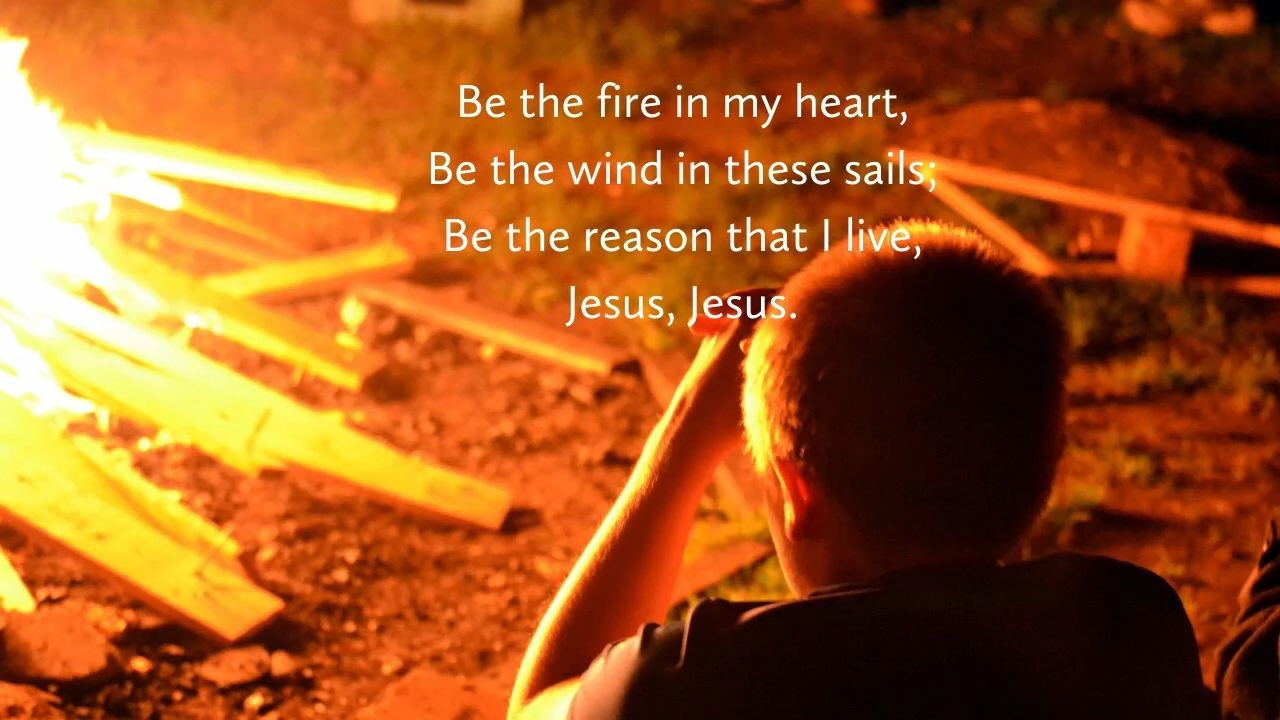 Be the fire in my heart,
Be the wind in these sails;
Be the reason that I live,
Jesus, Jesus.